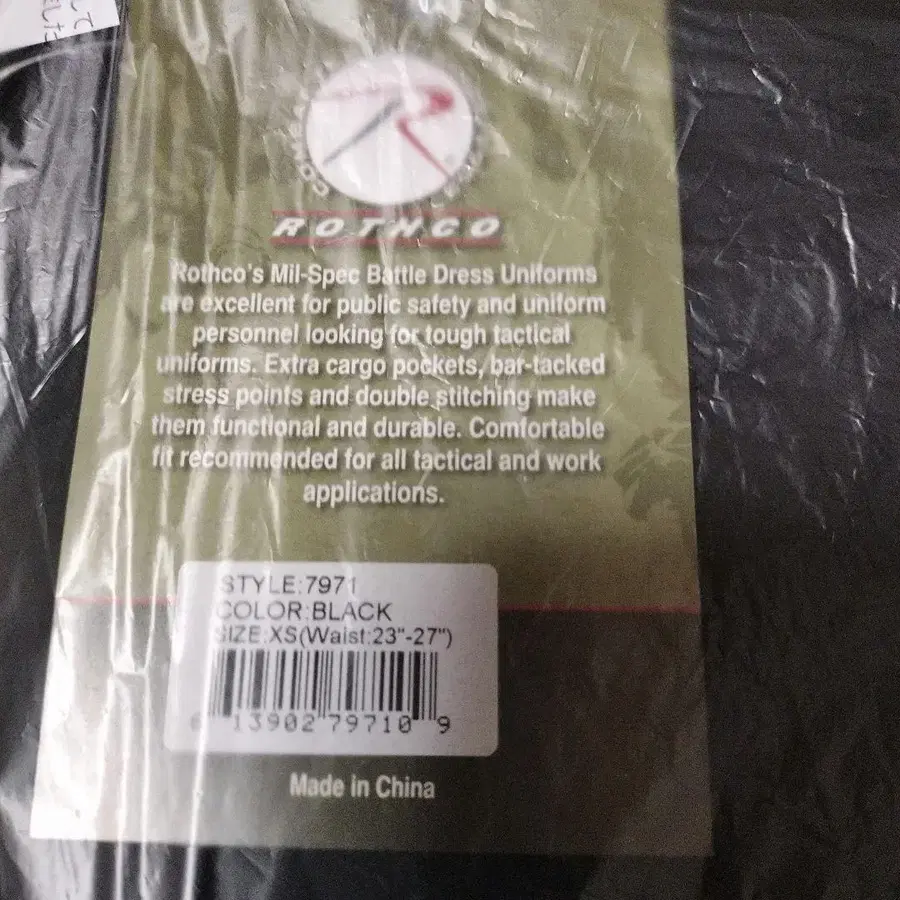 ROTHCO
Rothco's Mil-Spec Battle Dress Uniforms
are excellent for public safety and uniform
personnel looking for tough tactical
uniforms. Extra cargo pockets, bar-tacked
stress points and double stitching make
them functional and durable. Comfortable
fit recommended for all tactical and work
applications.
STYLE:7971
COLOR:BLACK
SIZE:XS(Waist:23"-27")
6 13902 79710 9
Made in China